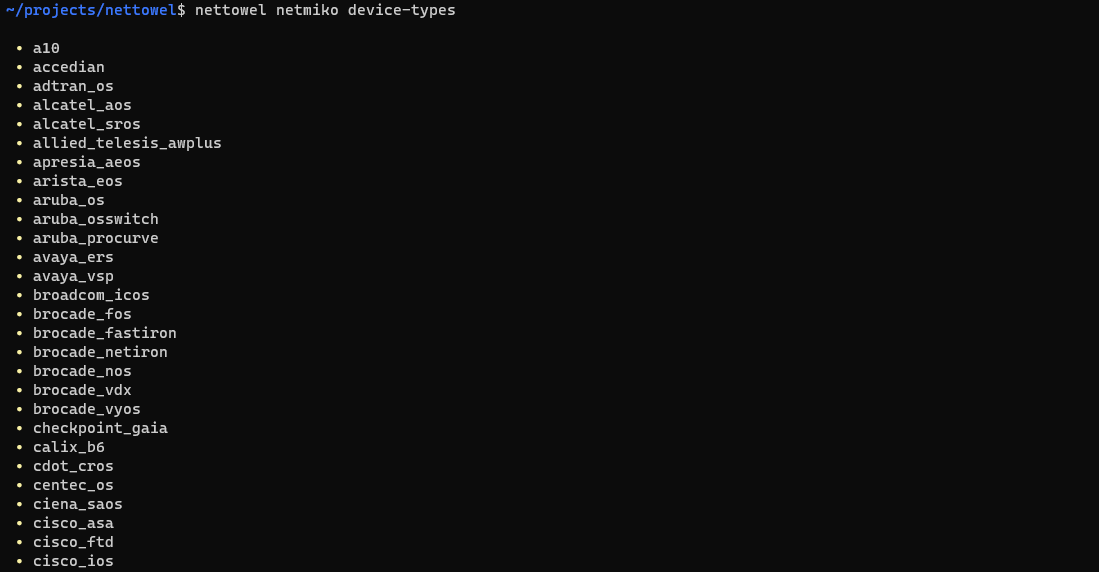 ~/projects/nettowel$ nettowel netmiko device-types
• a10
• accedian
• adtran_os
• alcatel_aos
• alcatel_sros
• allied_telesis_awplus
• apresia_aeos
• arista_eos
• aruba_os
• aruba_osswitch
• aruba_procurve
• avaya_ers
• avaya_vsp
• broadcom_icos
• brocade_fos
• brocade_fastiron
• brocade_netiron
• brocade_nos
• brocade_vdx
• brocade_vyos
• checkpoint_gaia
• calix_b6
• cdot_cros
• centec_os
• ciena_saos
• cisco_asa
• cisco_ftd
• cisco_ios